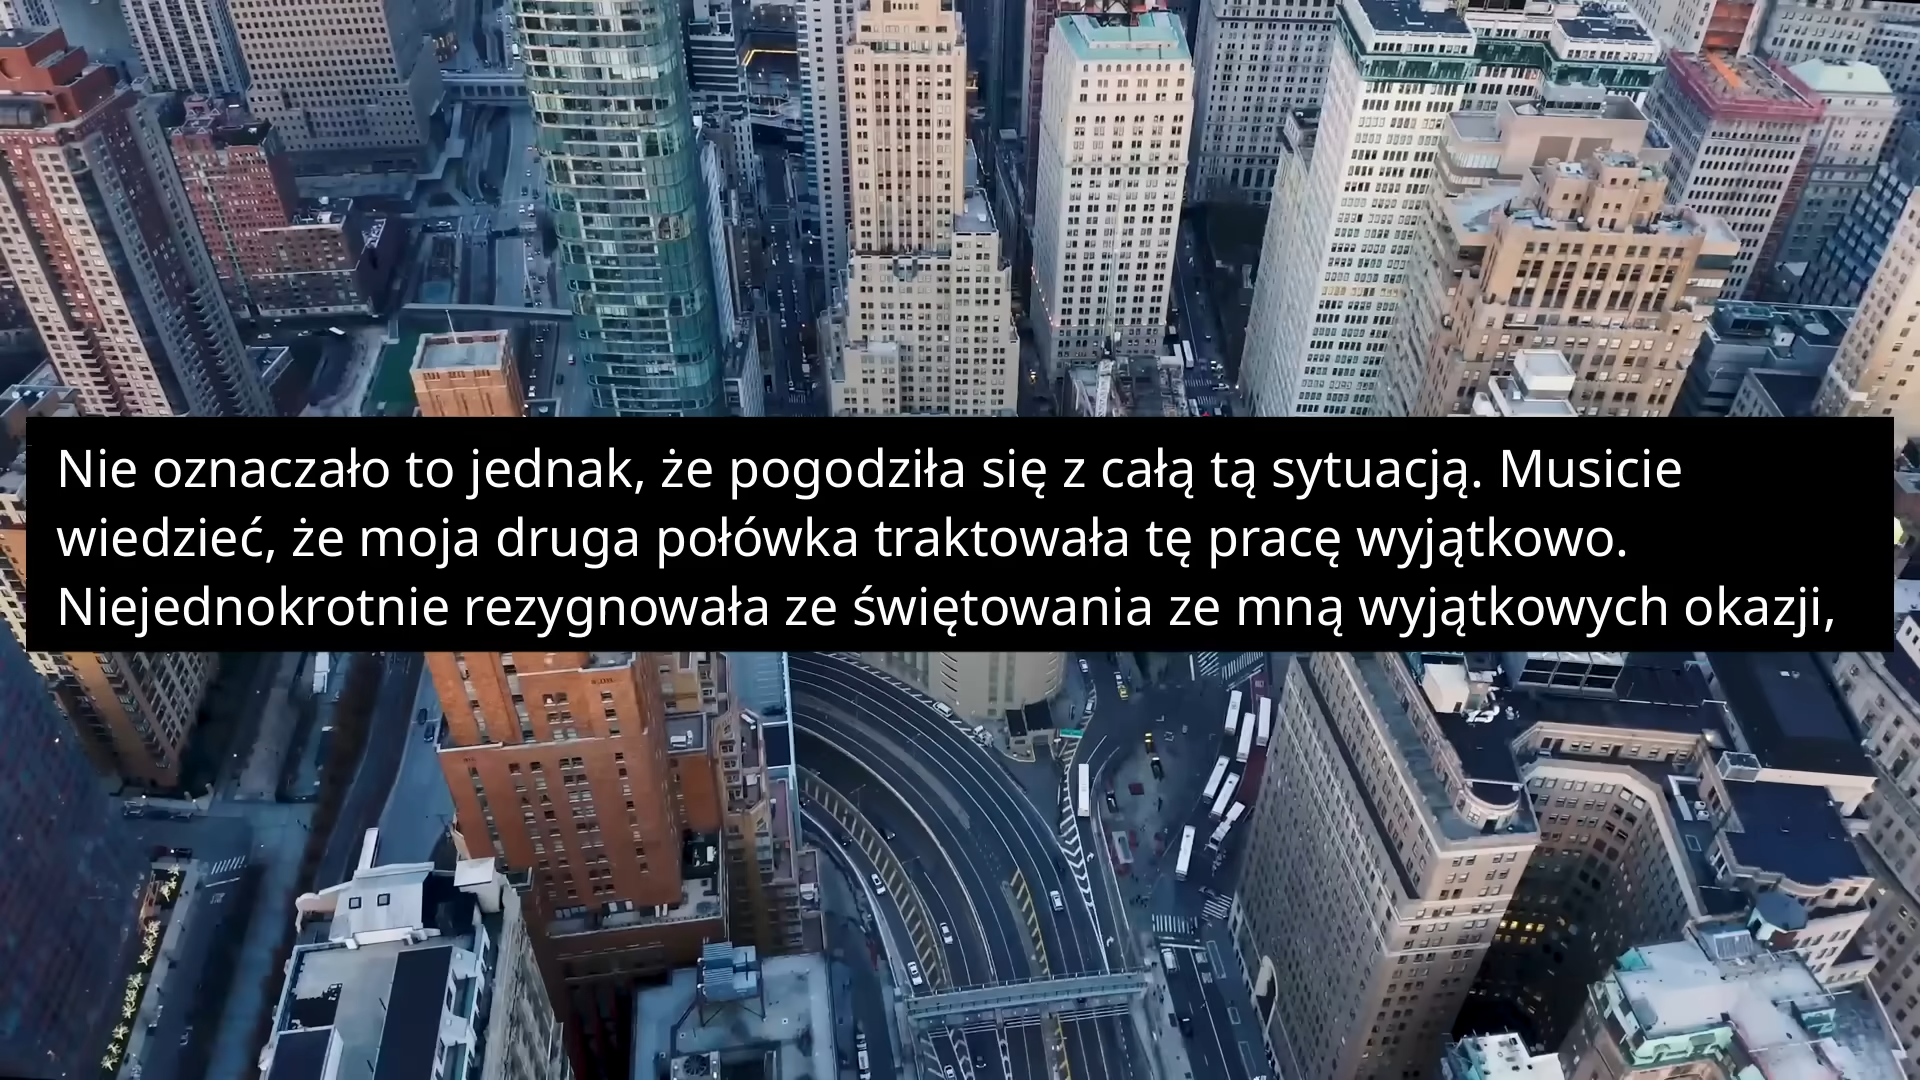 Nie oznaczało to jednak, że pogodziła się z całą tą sytuacją. Musicie
wiedzieć, że moja druga połówka traktowała tę pracę wyjątkowo.
Niejednokrotnie rezygnowała ze świętowania ze mną wyjątkowych okazji,